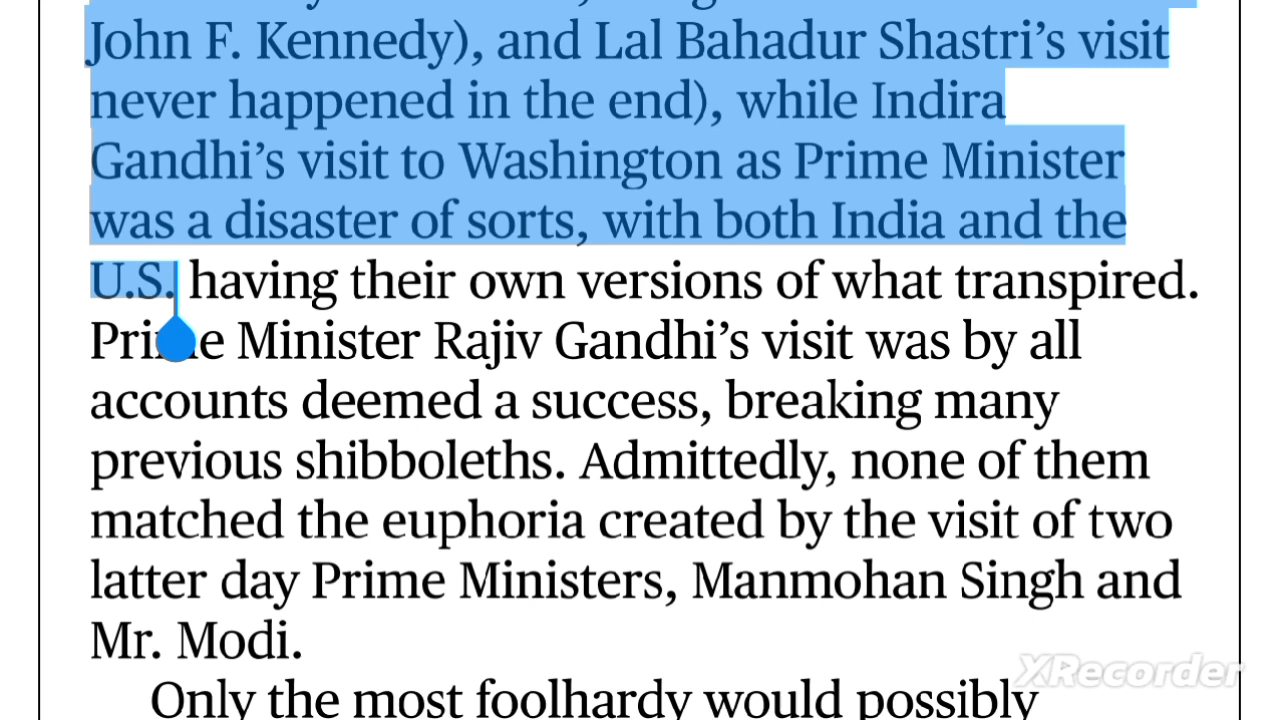 John F. Kennedy), and Lal Bahadur Shastri’s visit
never happened in the end), while Indira
Gandhi’s visit to Washington as Prime Minister
was a disaster of sorts, with both India and the
U.S. having their own versions of what transpired.
Prime Minister Rajiv Gandhi’s visit was by all
accounts deemed a success, breaking many
previous shibboleths. Admittedly, none of them
matched the euphoria created by the visit of two
latter day Prime Ministers, Manmohan Singh and
Mr. Modi.
Only the most foolhardy would possibly
XRecorder